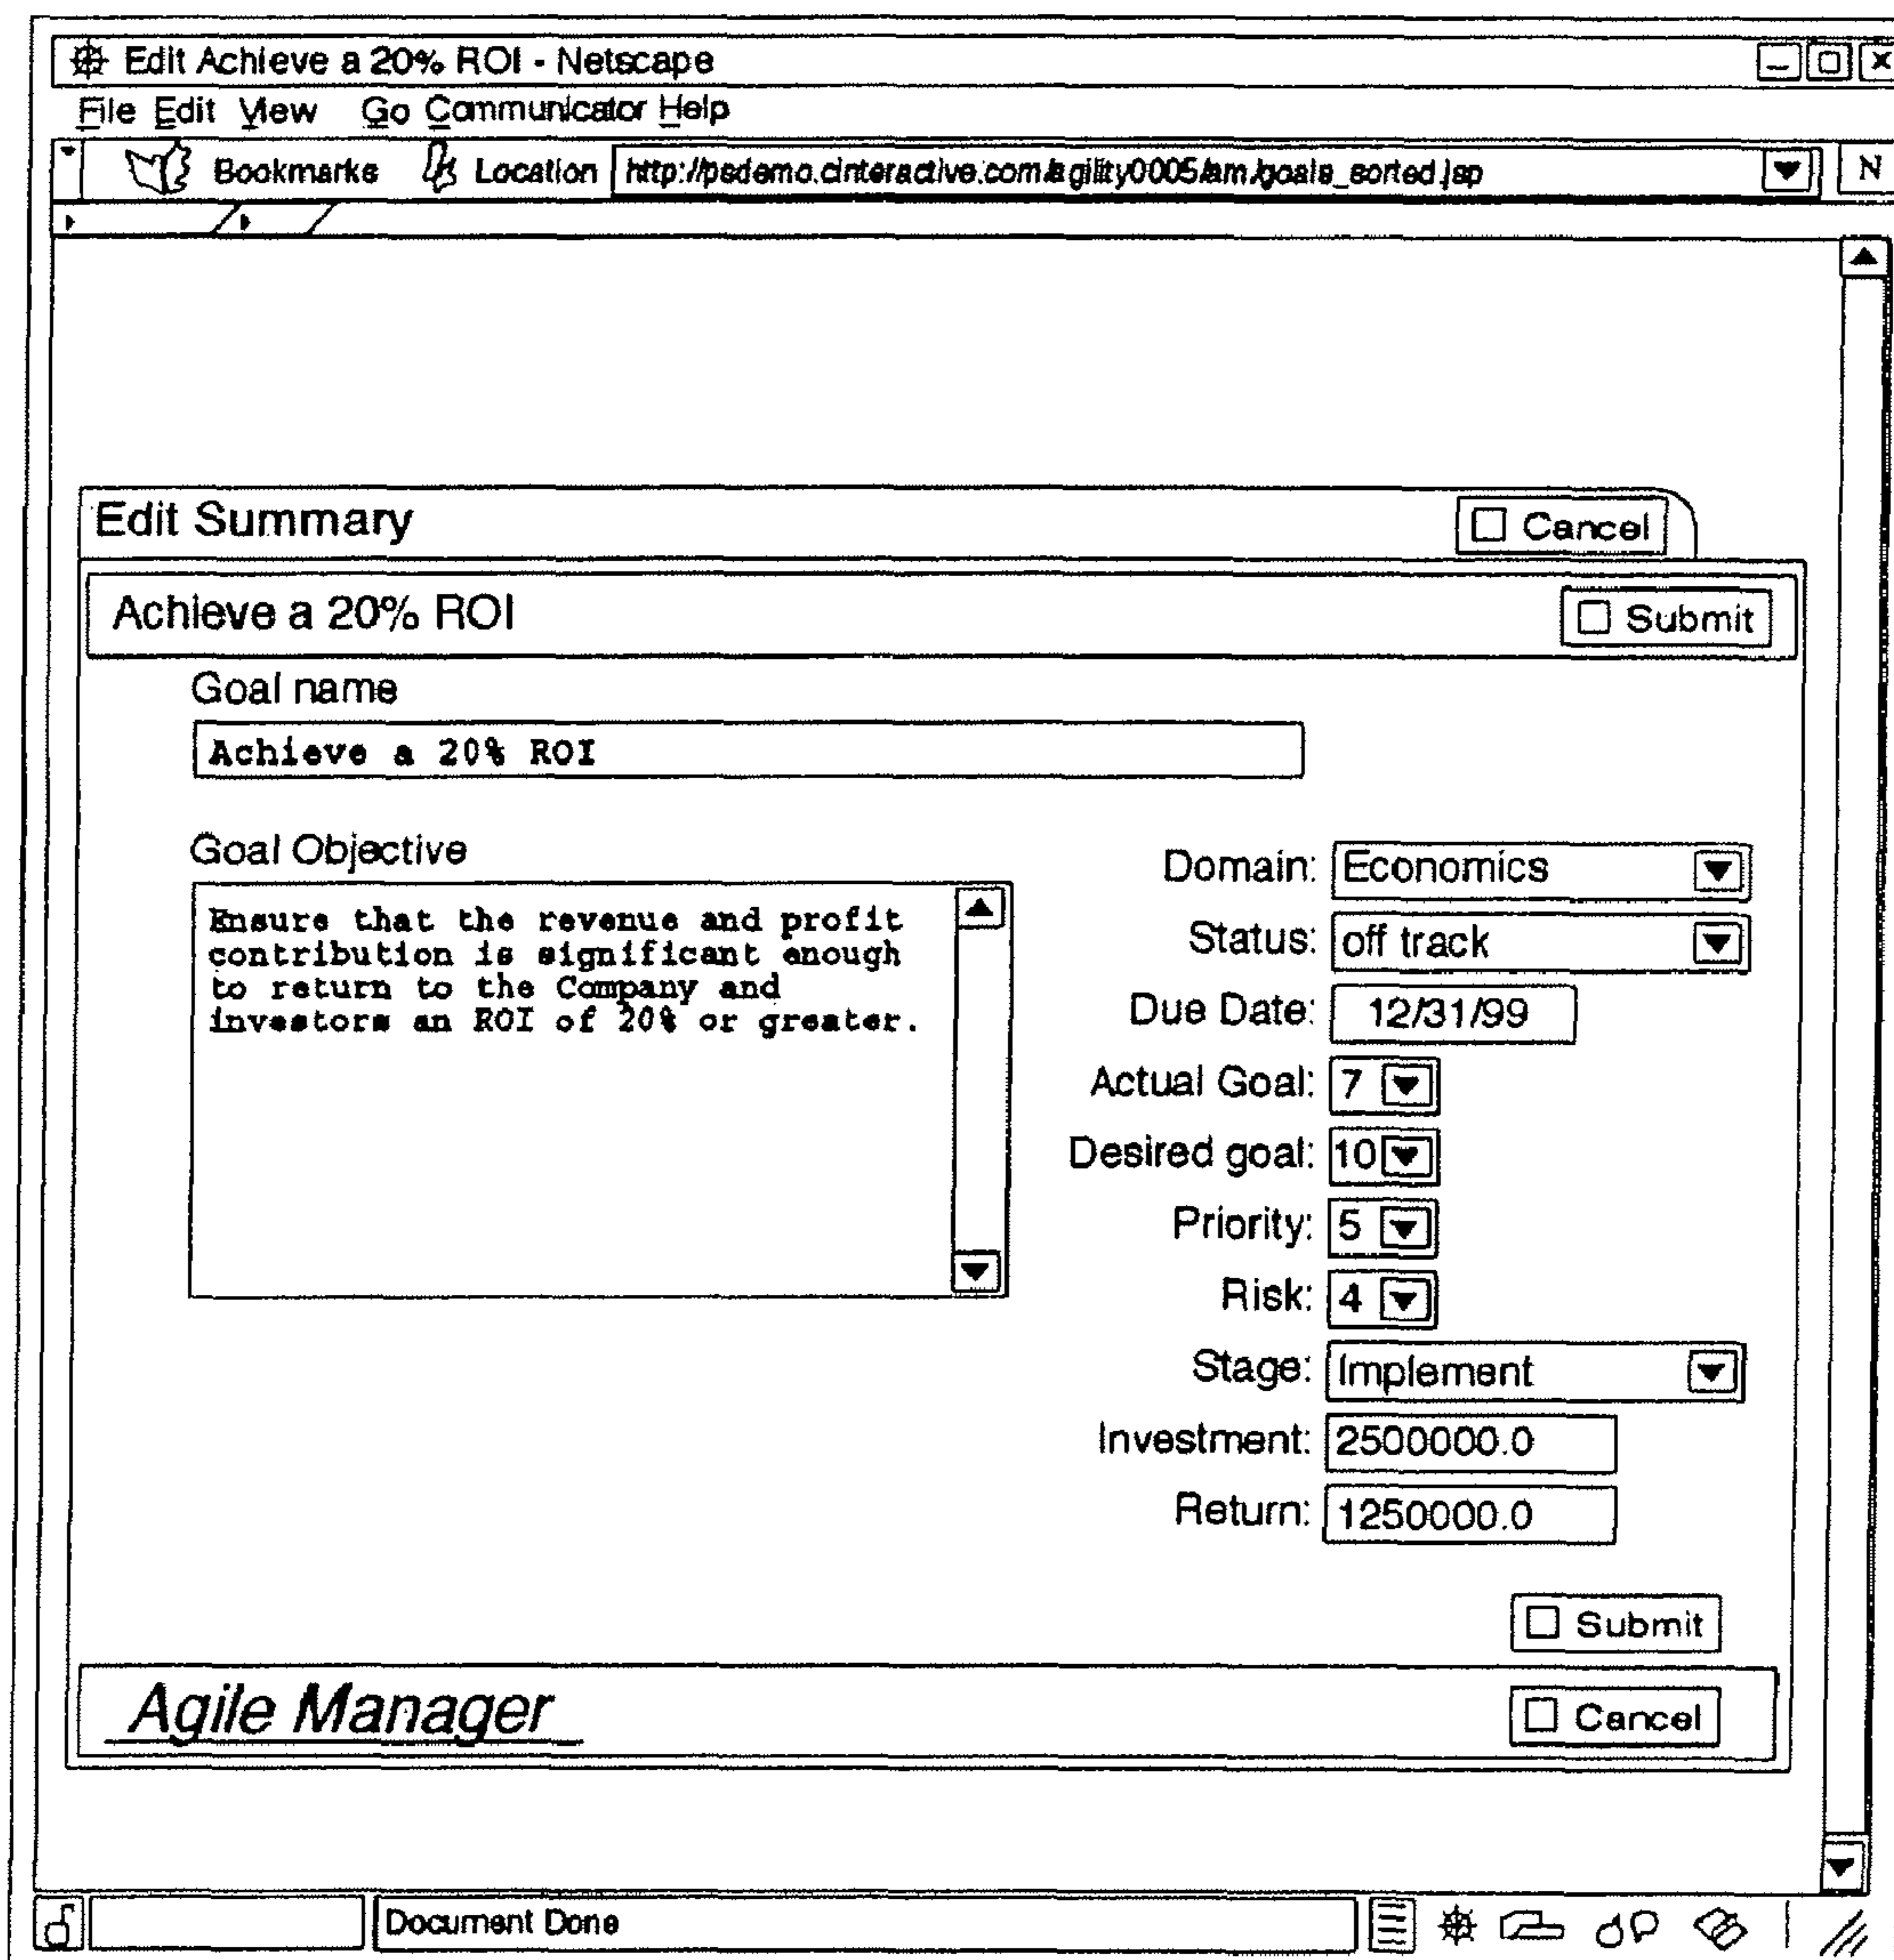 Edit Achieve a 20% ROI - Netscape
File Edit View Go Communicator Help
Bookmarks Location http://psdemo.cinteractive.com/agility0005/am/goals_sorted.jsp N
Edit Summary Cancel
Achieve a 20% ROI Submit
Goal name
Achieve a 20% ROI
Goal Objective
Ensure that the revenue and profit
contribution is significant enough
to return to the Company and
investors an ROI of 20% or greater.
Domain: Economics
Status: off track
Due Date: 12/31/99
Actual Goal: 7
Desired goal: 10
Priority: 5
Risk: 4
Stage: Implement
Investment: 2500000.0
Return: 1250000.0
Submit
Agile Manager Cancel
Document Done